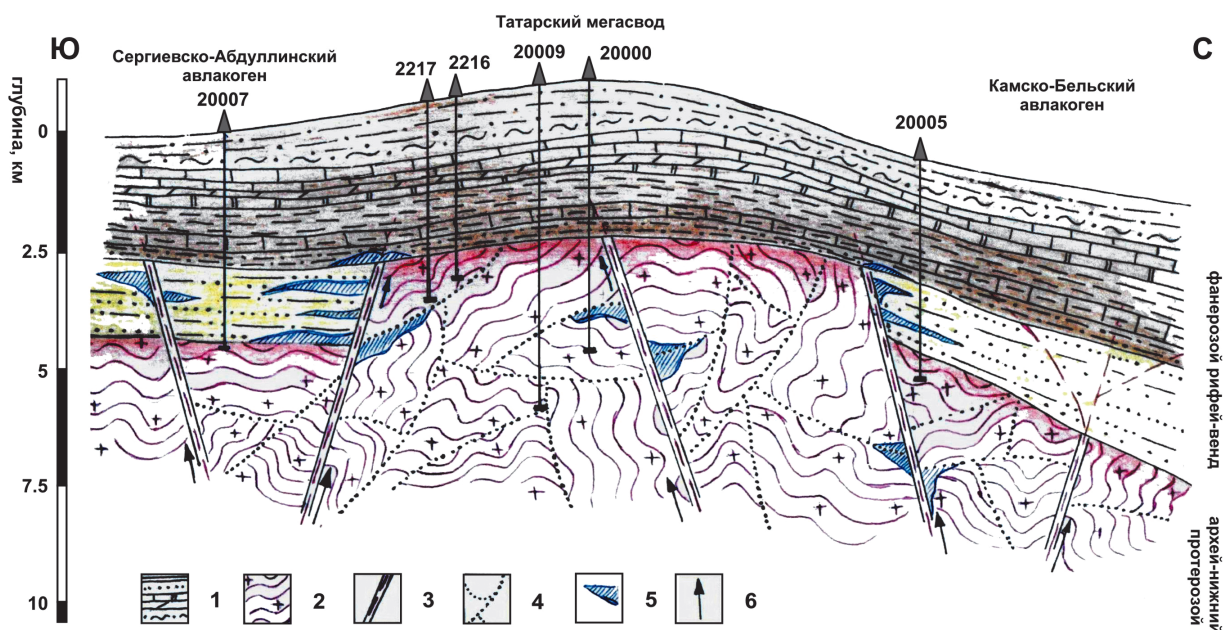 Татарский мегасвод
Ю
С
Сергиевско-Абдуллинский
авлакоген
Камско-Бельский
авлакоген
20007
2217
2216
20009
20000
20005
глубина, км
0
2.5
5
7.5
10
фанерозой рифей-венд
архей-нижний
протерозой
1
2
3
4
5
6